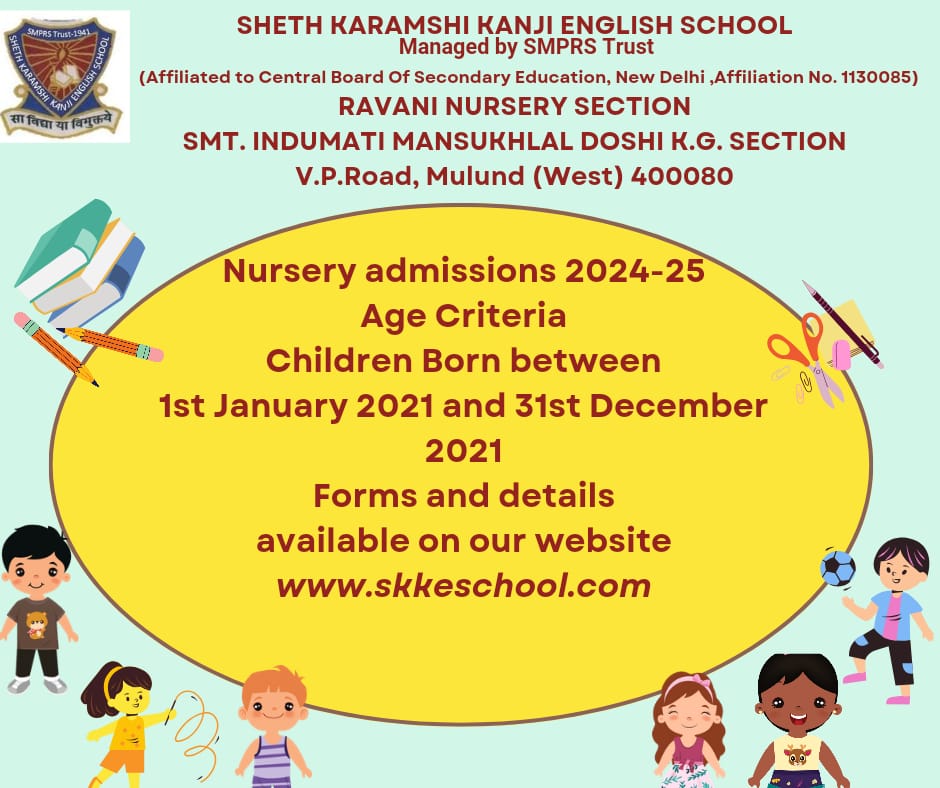 SMPRS Trust-1941
SHETH KARAMSHI KANJI ENGLISH SCHOOL
सा विद्या या विमुक्तये
SHETH KARAMSHI KANJI ENGLISH SCHOOL
Managed by SMPRS Trust
(Affiliated to Central Board Of Secondary Education, New Delhi ,Affiliation No. 1130085)
RAVANI NURSERY SECTION
SMT. INDUMATI MANSUKHLAL DOSHI K.G. SECTION
V.P.Road, Mulund (West) 400080
Nursery admissions 2024-25
Age Criteria
Children Born between
1st January 2021 and 31st December
2021
Forms and details
available on our website
www.skkeschool.com